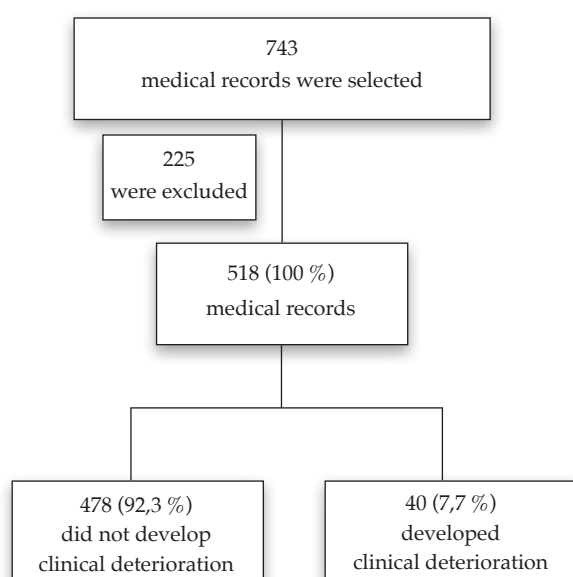 743
medical records were selected
225
were excluded
518 (100 %)
medical records
478 (92,3 %)
did not develop
clinical deterioration
40 (7,7 %)
developed
clinical deterioration